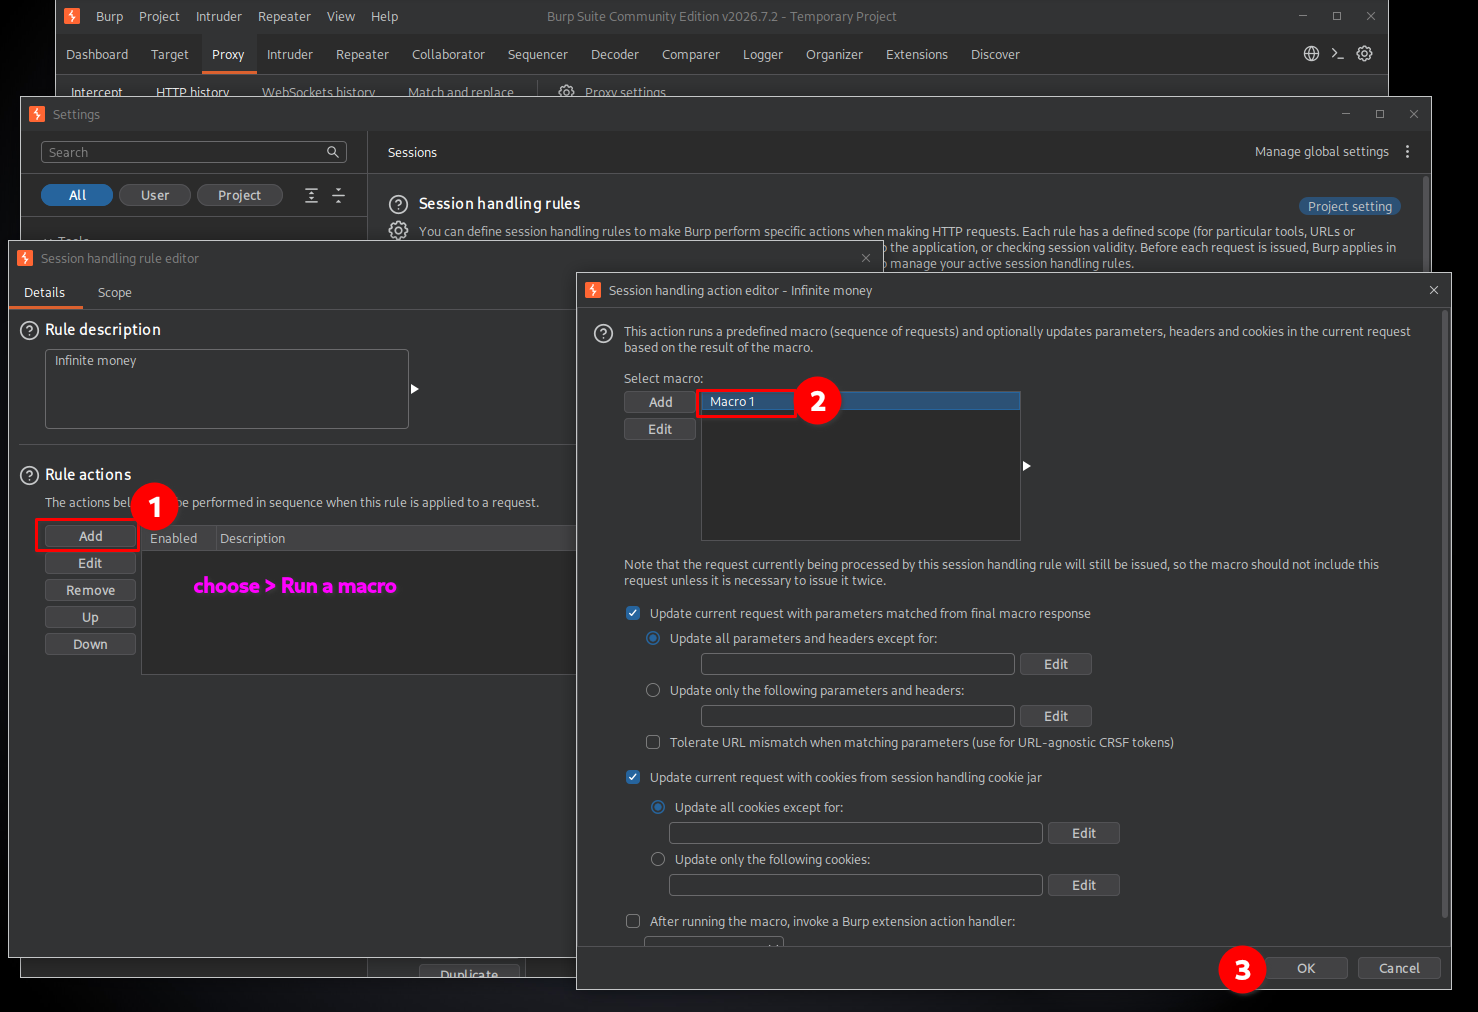 Burp Project Intruder Repeater View Help
Burp Suite Community Edition v2026.7.2 - Temporary Project
Dashboard Target Proxy Intruder Repeater Collaborator Sequencer Decoder Comparer Logger Organizer Extensions Discover
Intercept HTTP history WebSockets history Match and replace Proxy settings
Settings
Search
All User Project
Tools
Sessions
Manage global settings
Session handling rules
Project setting
You can define session handling rules to make Burp perform specific actions when making HTTP requests. Each rule has a defined scope (for particular tools, URLs or
the application, or checking session validity. Before each request is issued, Burp applies in
manage your active session handling rules.
Session handling rule editor
Details Scope
Rule description
Infinite money
Rule actions
The actions be performed in sequence when this rule is applied to a request.
1
Add
Edit
Remove
Up
Down
Enabled Description
choose > Run a macro
Duplicate
Session handling action editor - Infinite money
This action runs a predefined macro (sequence of requests) and optionally updates parameters, headers and cookies in the current request
based on the result of the macro.
Select macro:
Add
Edit
Macro 1
2
Note that the request currently being processed by this session handling rule will still be issued, so the macro should not include this
request unless it is necessary to issue it twice.
Update current request with parameters matched from final macro response
Update all parameters and headers except for:
Edit
Update only the following parameters and headers:
Edit
Tolerate URL mismatch when matching parameters (use for URL-agnostic CRSF tokens)
Update current request with cookies from session handling cookie jar
Update all cookies except for:
Edit
Update only the following cookies:
Edit
After running the macro, invoke a Burp extension action handler:
3
OK Cancel